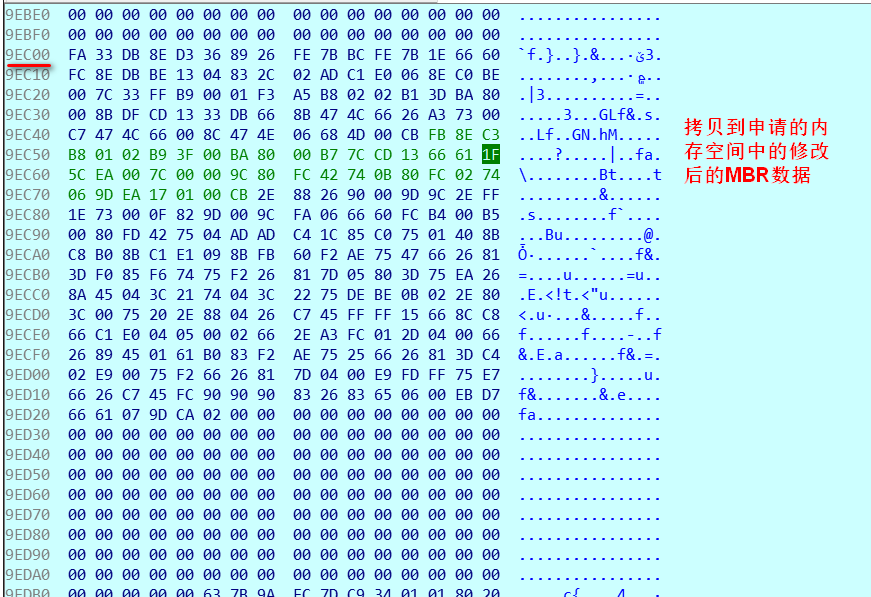 9EBE0 00 00 00 00 00 00 00 00 00 00 00 00 00 00 00 00 ................
9EBF0 00 00 00 00 00 00 00 00 00 00 00 00 00 00 00 00 ................
9EC00 FA 33 DB 8E D3 36 89 26 FE 7B BC FE 7B 1E 66 60
9EC10 FC 8E DB BE 13 04 83 2C 02 AD C1 E0 06 8E C0 BE
9EC20 00 7C 33 FF B9 00 01 F3 A5 B8 02 02 B1 3D BA 80 .|3..........=..
9EC30 00 8B DF CD 13 33 DB 66 8B 47 4C 66 26 A3 73 00 .....3...GLf&.s.
9EC40 C7 47 4C 66 00 8C 47 4E 06 68 4D 00 CB FB 8E C3 ..Lf..GN.hM.....
9EC50 B8 01 02 B9 3F 00 BA 80 00 B7 7C CD 13 66 61 1F ....?.....|..fa.
9EC60 5C EA 00 7C 00 00 9C 80 FC 42 74 0B 80 FC 02 74 \........Bt....t
9EC70 06 9D EA 17 01 00 CB 2E 88 26 90 00 9D 9C 2E FF .........&......
9EC80 1E 73 00 0F 82 9D 00 9C FA 06 66 60 FC B4 00 B5 .s........f`....
9EC90 00 80 FD 42 75 04 AD AD C4 1C 85 C0 75 01 40 8B ...Bu.........@.
9ECA0 C8 B0 8B C1 E1 09 8B FB 60 F2 AE 75 47 66 26 81
9ECB0 3D F0 85 F6 74 75 F2 26 81 7D 05 80 3D 75 EA 26 =....u......=u..
9ECC0 8A 45 04 3C 21 74 04 3C 22 75 DE BE 0B 02 2E 80 .E.<!t.<"u......
9ECD0 3C 00 75 20 2E 88 04 26 C7 45 FF FF 15 66 8C C8 <.u·...&.....f..
9ECE0 66 C1 E0 04 05 00 02 66 2E A3 FC 01 2D 04 00 66 f......f....-..f
9ECF0 26 89 45 01 61 B0 83 F2 AE 75 25 66 26 81 3D C4 &.E.a......f&.=.
9ED00 02 E9 00 75 F2 66 26 81 7D 04 00 E9 FD FF 75 E7 ........}.....u.
9ED10 66 26 C7 45 FC 90 90 90 83 26 83 65 06 00 EB D7 f&.......&.e....
9ED20 66 61 07 9D CA 02 00 00 00 00 00 00 00 00 00 00 fa..............
9ED30 00 00 00 00 00 00 00 00 00 00 00 00 00 00 00 00 ................
9ED40 00 00 00 00 00 00 00 00 00 00 00 00 00 00 00 00 ................
9ED50 00 00 00 00 00 00 00 00 00 00 00 00 00 00 00 00 ................
9ED60 00 00 00 00 00 00 00 00 00 00 00 00 00 00 00 00 ................
9ED70 00 00 00 00 00 00 00 00 00 00 00 00 00 00 00 00 ................
9ED80 00 00 00 00 00 00 00 00 00 00 00 00 00 00 00 00 ................
9ED90 00 00 00 00 00 00 00 00 00 00 00 00 00 00 00 00 ................
9EDA0 00 00 00 00 00 00 00 00 00 00 00 00 00 00 00 00 ................
9EDB0 00 00 00 00 00 63 7B 9A FC 7D C9 34 01 01 80 20
拷贝到申请的内
存空间中的修改
后的MBR数据